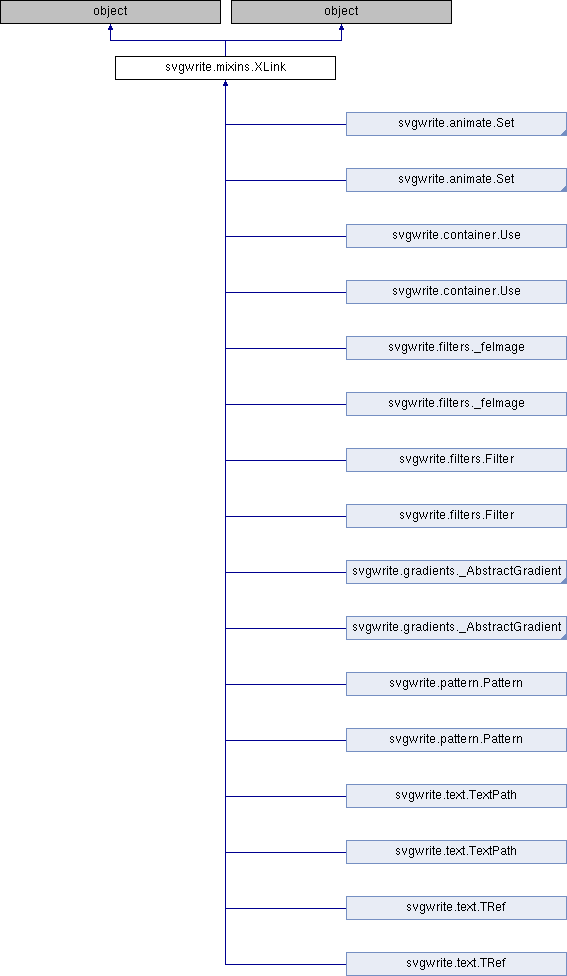 object object
svgwrite.mixins.XLink
svgwrite.animate.Set
svgwrite.animate.Set
svgwrite.container.Use
svgwrite.container.Use
svgwrite.filters._feImage
svgwrite.filters._feImage
svgwrite.filters.Filter
svgwrite.filters.Filter
svgwrite.gradients._AbstractGradient
svgwrite.gradients._AbstractGradient
svgwrite.pattern.Pattern
svgwrite.pattern.Pattern
svgwrite.text.TextPath
svgwrite.text.TextPath
svgwrite.text.TRef
svgwrite.text.TRef